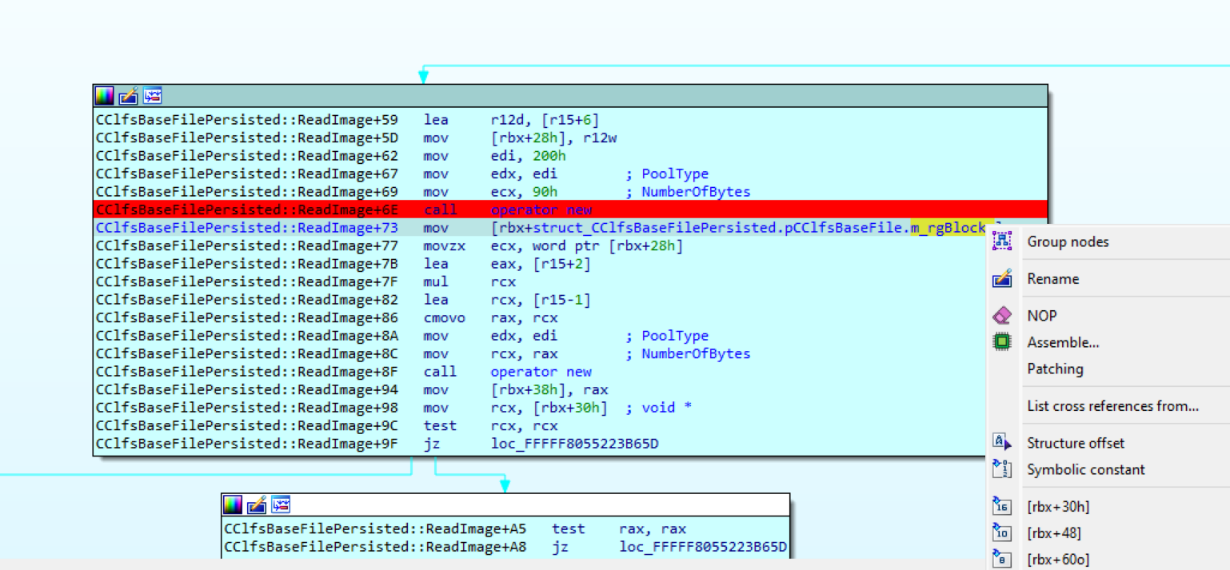 CClfsBaseFilePersisted::ReadImage+59 lea r12d, [r15+6]
CClfsBaseFilePersisted::ReadImage+5D mov [rbx+28h], r12w
CClfsBaseFilePersisted::ReadImage+62 mov edi, 200h
CClfsBaseFilePersisted::ReadImage+67 mov edx, edi ; PoolType
CClfsBaseFilePersisted::ReadImage+69 mov ecx, 90h ; NumberOfBytes
CClfsBaseFilePersisted::ReadImage+6E call operator new
CClfsBaseFilePersisted::ReadImage+73 mov [rbx+struct_CClfsBaseFilePersisted.pCClfsBaseFile.m_rgBlock
CClfsBaseFilePersisted::ReadImage+77 movzx ecx, word ptr [rbx+28h]
CClfsBaseFilePersisted::ReadImage+7B lea eax, [r15+2]
CClfsBaseFilePersisted::ReadImage+7F mul rcx
CClfsBaseFilePersisted::ReadImage+82 lea rcx, [r15-1]
CClfsBaseFilePersisted::ReadImage+86 cmovo rax, rcx
CClfsBaseFilePersisted::ReadImage+8A mov edx, edi ; PoolType
CClfsBaseFilePersisted::ReadImage+8C mov rcx, rax ; NumberOfBytes
CClfsBaseFilePersisted::ReadImage+8F call operator new
CClfsBaseFilePersisted::ReadImage+94 mov [rbx+38h], rax
CClfsBaseFilePersisted::ReadImage+98 mov rcx, [rbx+30h] ; void *
CClfsBaseFilePersisted::ReadImage+9C test rcx, rcx
CClfsBaseFilePersisted::ReadImage+9F jz loc_FFFFF8055223B65D
CClfsBaseFilePersisted::ReadImage+A5 test rax, rax
CClfsBaseFilePersisted::ReadImage+A8 jz loc_FFFFF8055223B65D
Group nodes
Rename
NOP
Assemble...
Patching
List cross references from...
Structure offset
Symbolic constant
[rbx+30h]
[rbx+48]
[rbx+60o]